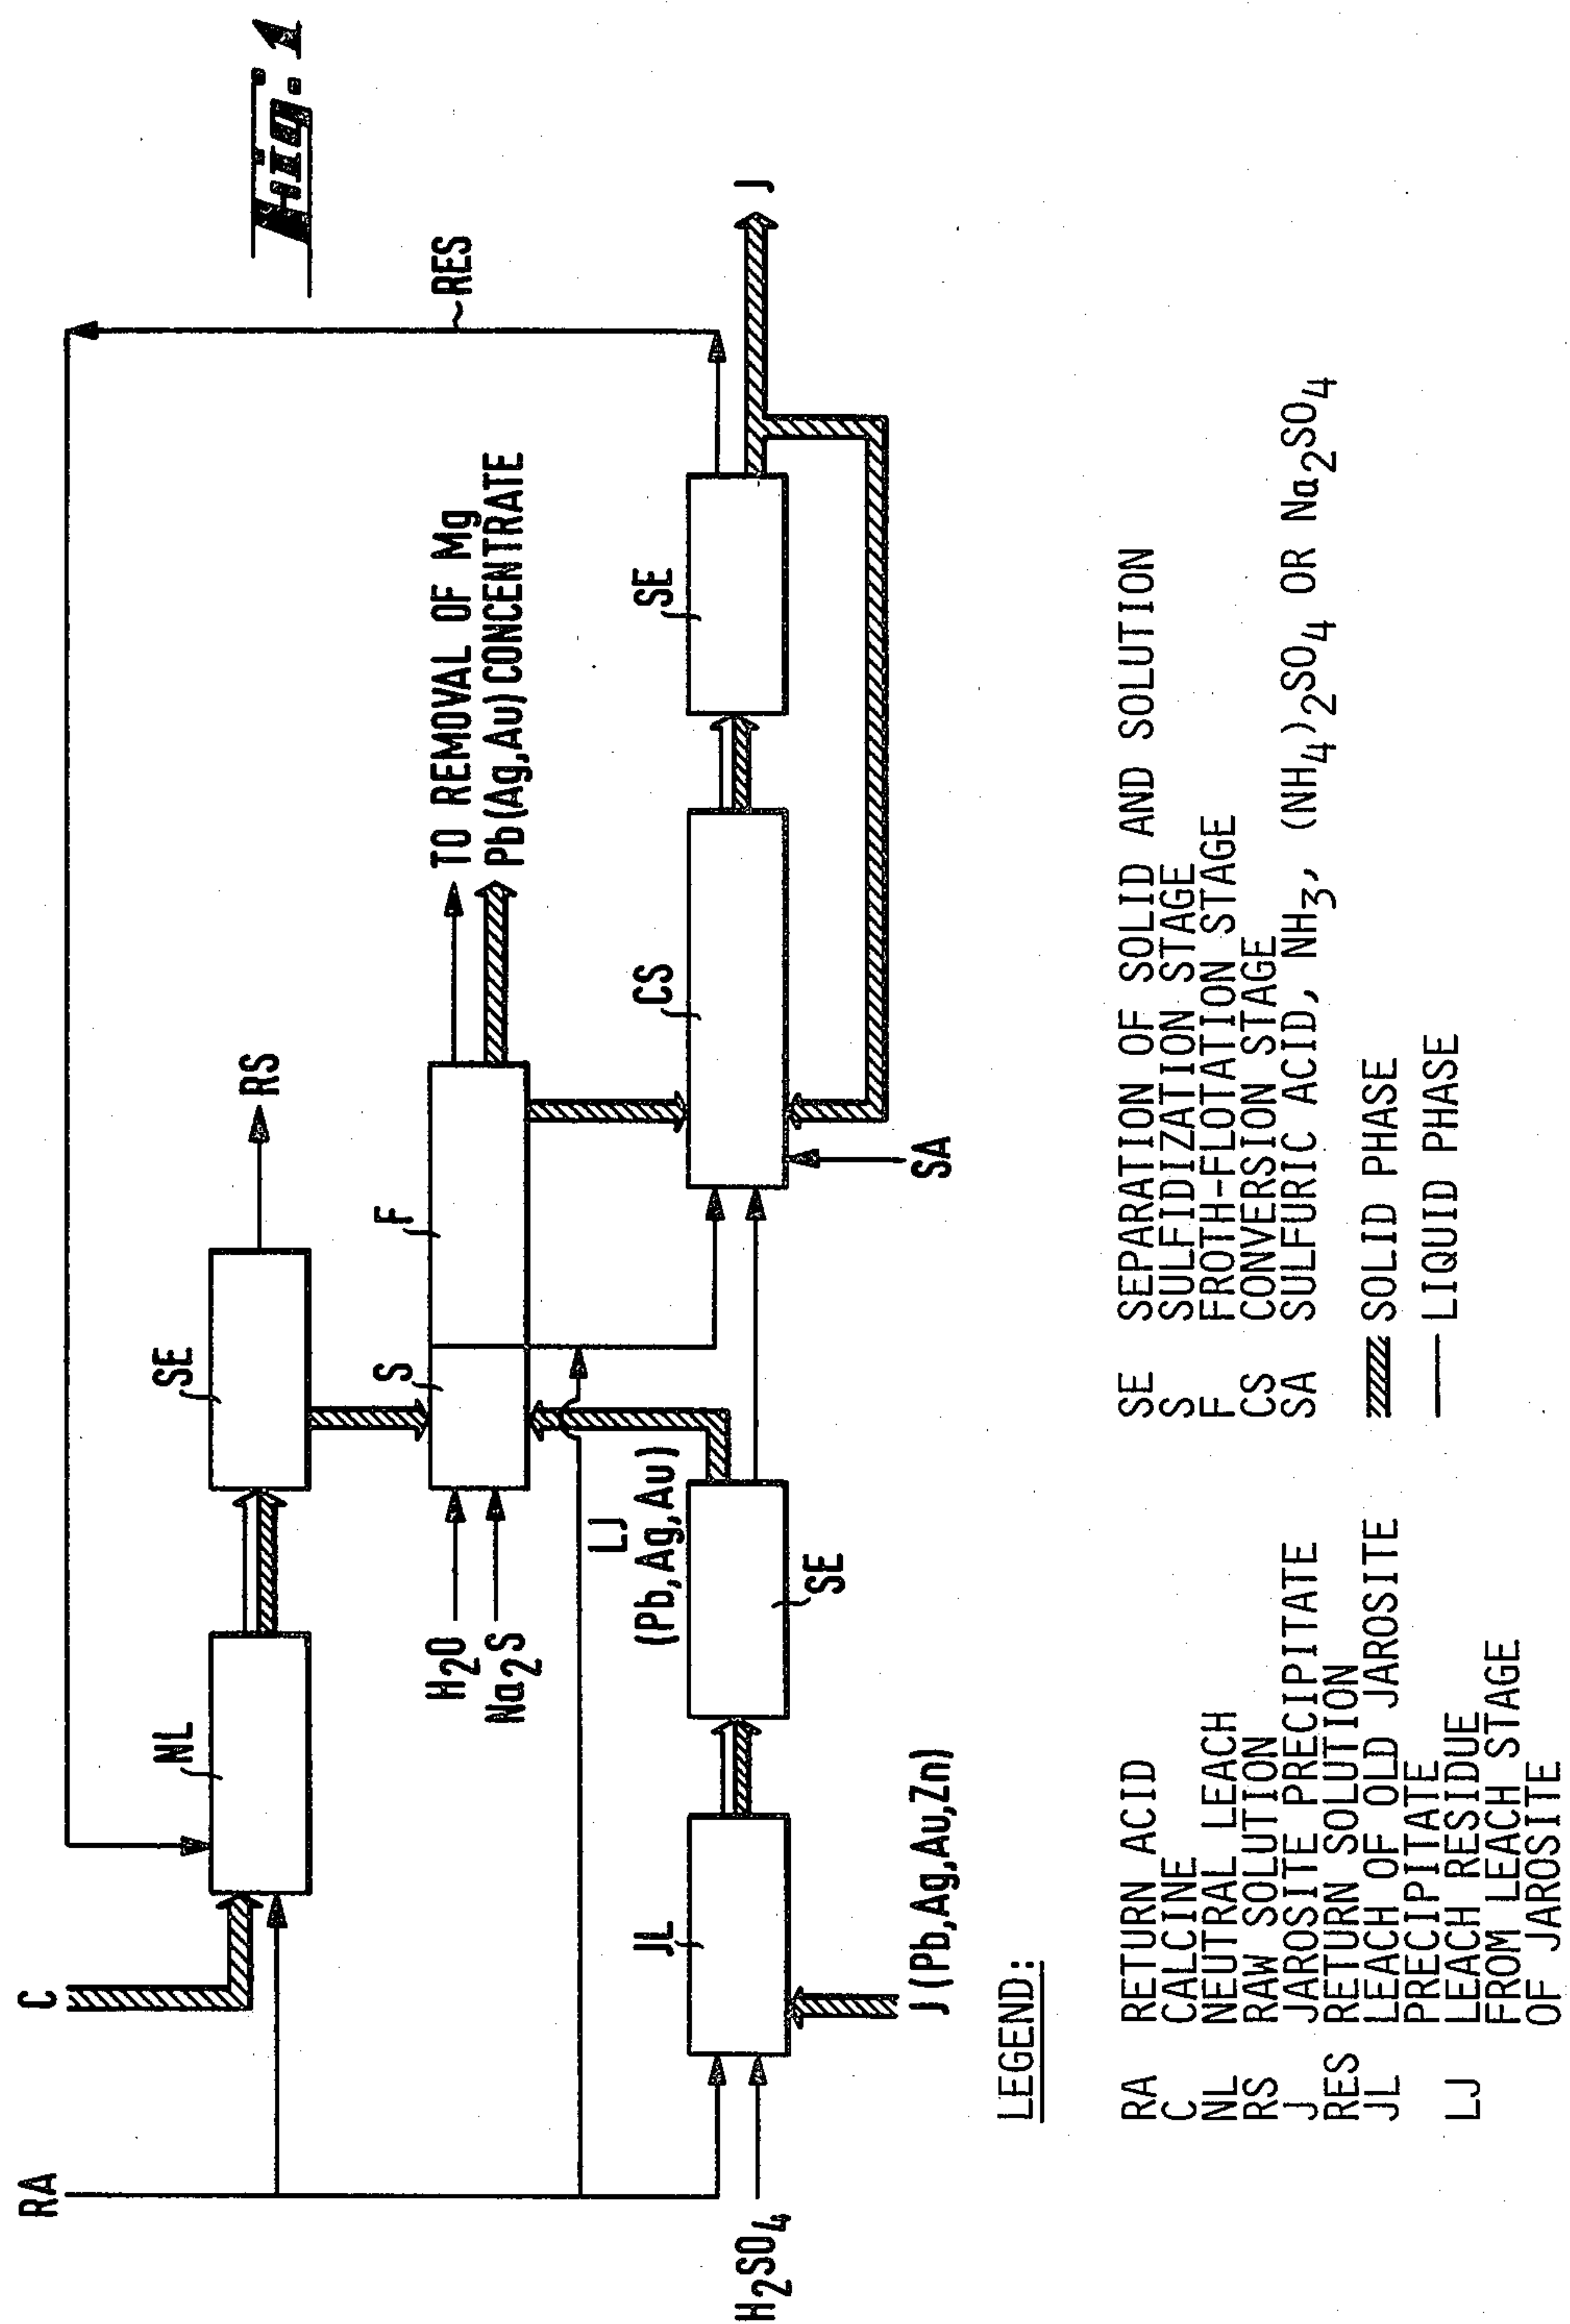 Fig. 1
RA
C
NL
SE
RS
RES
H2O
Na2S
S
F
TO REMOVAL OF Mg
Pb(Ag,Au) CONCENTRATE
LJ
(Pb,Ag,Au)
H2SO4
JL
J (Pb,Ag,Au,Zn)
SE
CS
SA
SE
J
LEGEND:
RA RETURN ACID
C CALCINE
NL NEUTRAL LEACH
RS RAW SOLUTION
J JAROSITE PRECIPITATE
RES RETURN SOLUTION
JL LEACH OF OLD JAROSITE
PRECIPITATE
LJ LEACH RESIDUE
FROM LEACH STAGE
OF JAROSITE
SE SEPARATION OF SOLID AND SOLUTION
S SULFIDIZATION STAGE
F FROTH-FLOTATION STAGE
CS CONVERSION STAGE
SA SULFURIC ACID, NH3, (NH4)2SO4 OR Na2SO4
SOLID PHASE
LIQUID PHASE